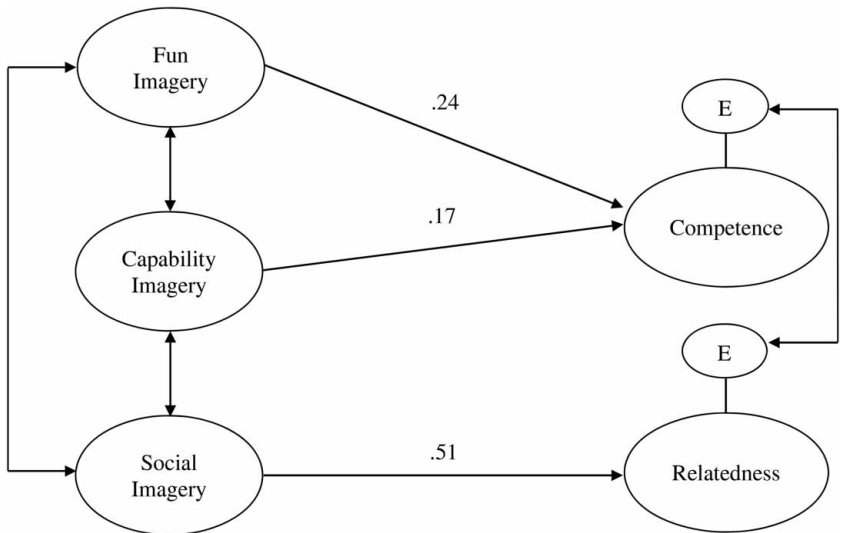 Fun
Imagery
.24
E
Capability
Imagery
.17
Competence
E
Social
Imagery
.51
Relatedness